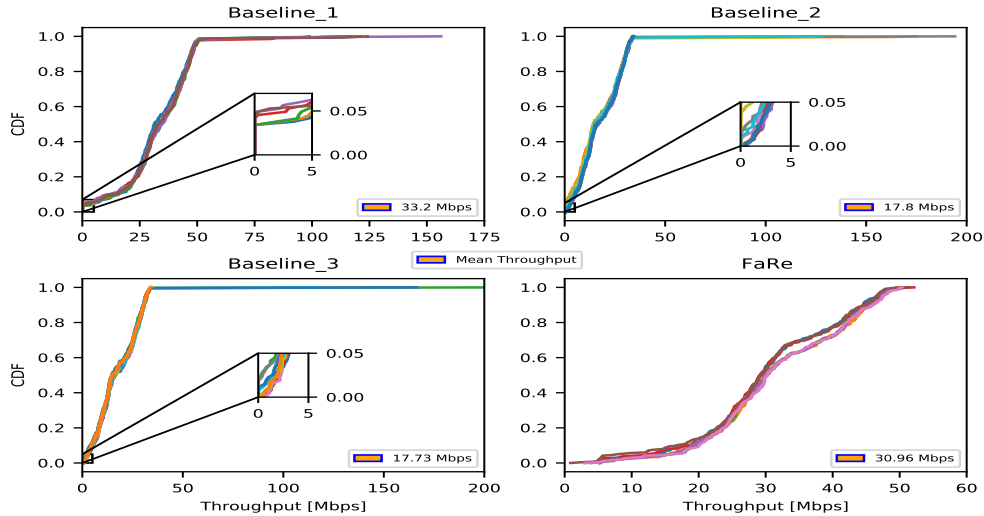 Baseline_1
CDF
1.0
0.8
0.6
0.4
0.2
0.0
0.05
0.00
0 5
33.2 Mbps
0 25 50 75 100 125 150 175
Baseline_2
1.0
0.8
0.6
0.4
0.2
0.0
0.05
0.00
0 5
17.8 Mbps
0 50 100 150 200
Mean Throughput
Baseline_3
CDF
1.0
0.8
0.6
0.4
0.2
0.0
0.05
0.00
0 5
17.73 Mbps
0 50 100 150 200
Throughput [Mbps]
FaRe
1.0
0.8
0.6
0.4
0.2
0.0
30.96 Mbps
0 10 20 30 40 50 60
Throughput [Mbps]